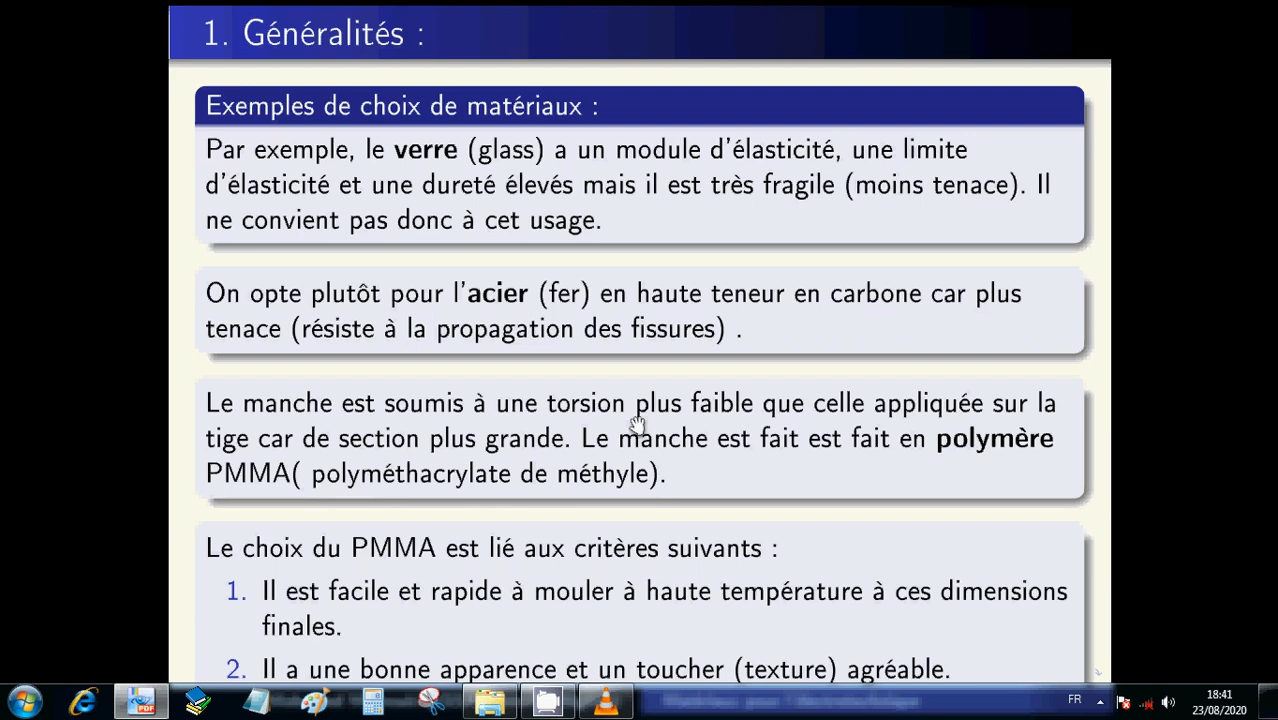 1. Généralités :
Exemples de choix de matériaux :
Par exemple, le verre (glass) a un module d'élasticité, une limite
d'élasticité et une dureté élevés mais il est très fragile (moins tenace). Il
ne convient pas donc à cet usage.
On opte plutôt pour l'acier (fer) en haute teneur en carbone car plus
tenace (résiste à la propagation des fissures) .
Le manche est soumis à une torsion plus faible que celle appliquée sur la
tige car de section plus grande. Le manche est fait est fait en polymère
PMMA( polyméthacrylate de méthyle).
Le choix du PMMA est lié aux critères suivants :
1. Il est facile et rapide à mouler à haute température à ces dimensions
finales.
2. Il a une bonne apparence et un toucher (texture) agréable.
PDF
FR
18:41
23/08/2020